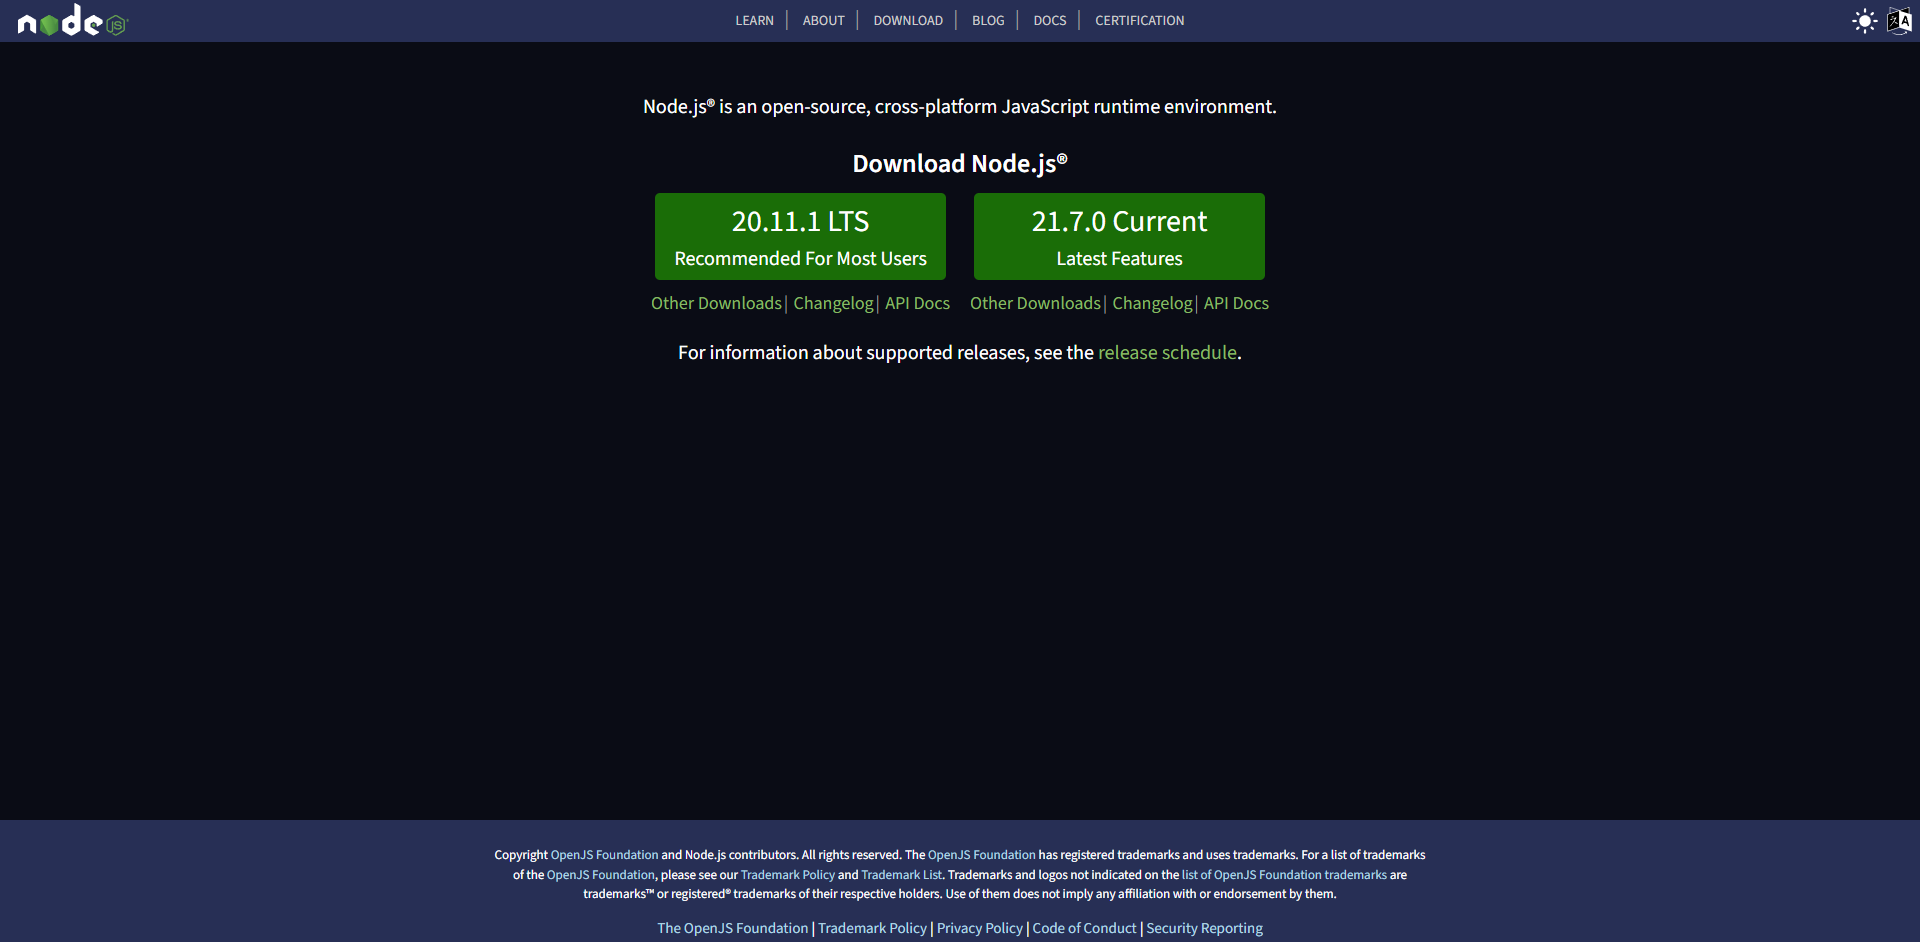 node JS
LEARN | ABOUT | DOWNLOAD | BLOG | DOCS | CERTIFICATION
Node.js® is an open-source, cross-platform JavaScript runtime environment.
Download Node.js®
20.11.1 LTS
Recommended For Most Users
21.7.0 Current
Latest Features
Other Downloads | Changelog | API Docs
Other Downloads | Changelog | API Docs
For information about supported releases, see the release schedule.
Copyright OpenJS Foundation and Node.js contributors. All rights reserved. The OpenJS Foundation has registered trademarks and uses trademarks. For a list of trademarks
of the OpenJS Foundation, please see our Trademark Policy and Trademark List. Trademarks and logos not indicated on the list of OpenJS Foundation trademarks are
trademarks™ or registered® trademarks of their respective holders. Use of them does not imply any affiliation with or endorsement by them.
The OpenJS Foundation | Trademark Policy | Privacy Policy | Code of Conduct | Security Reporting